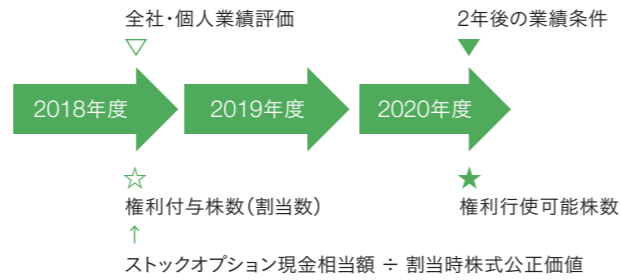 全社・個人業績評価
2年後の業績条件
▽
▼
2018年度
2019年度
2020年度
☆
★
権利付与株数(割当数)
権利行使可能株数
↑
ストックオプション現金相当額 ÷ 割当時株式公正価値